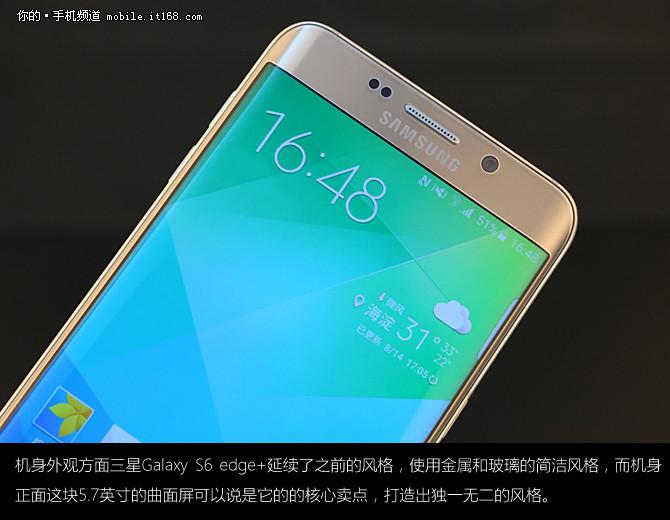 你的·手机频道 mobile.it168.com
SAMSUNG
16:48
51% 16:48
微风
海淀 31° 33°
22°
已更新 8/14 17:05
机身外观方面三星Galaxy S6 edge+延续了之前的风格，使用金属和玻璃的简洁风格，而机身
正面这块5.7英寸的曲面屏可以说是它的的核心卖点，打造出独一无二的风格。